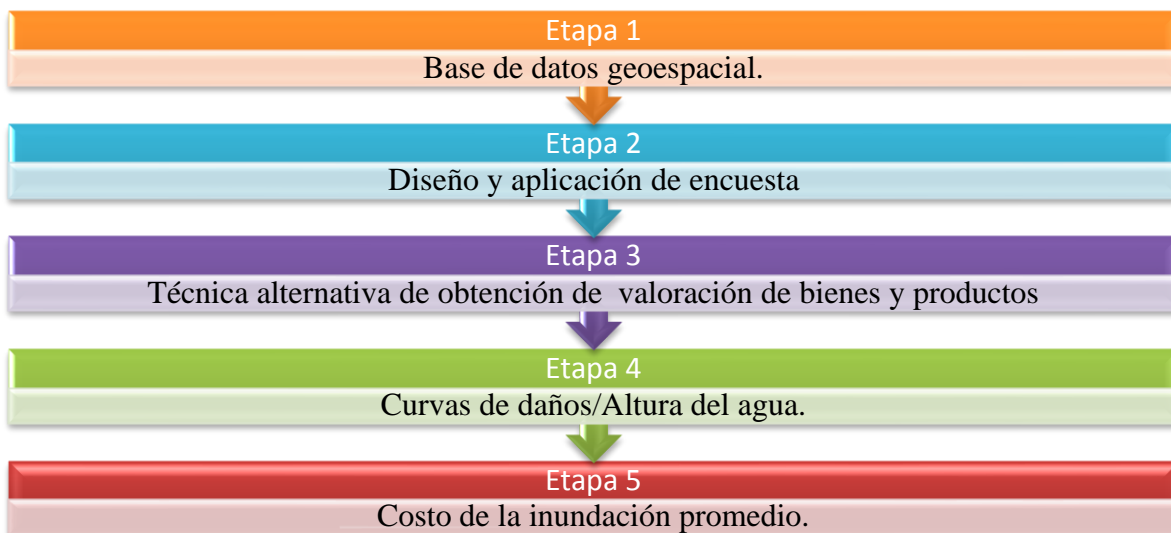 Etapa 1
Base de datos geoespacial.
Etapa 2
Diseño y aplicación de encuesta
Etapa 3
Técnica alternativa de obtención de  valoración de bienes y productos
Etapa 4
Curvas de daños/Altura del agua.
Etapa 5
Costo de la inundación promedio.